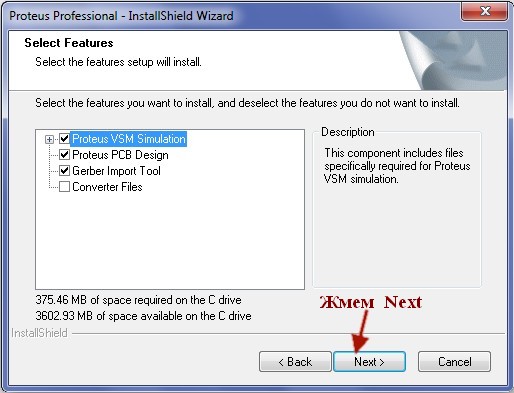 Proteus Professional - InstallShield Wizard
Select Features
Select the features setup will install.
Select the features you want to install, and deselect the features you do not want to install.
Proteus VSM Simulation
Proteus PCB Design
Gerber Import Tool
Converter Files
Description
This component includes files
specifically required for Proteus
VSM simulation.
375.46 MB of space required on the C drive
3602.93 MB of space available on the C drive
Жмем Next
InstallShield
< Back
Next >
Cancel